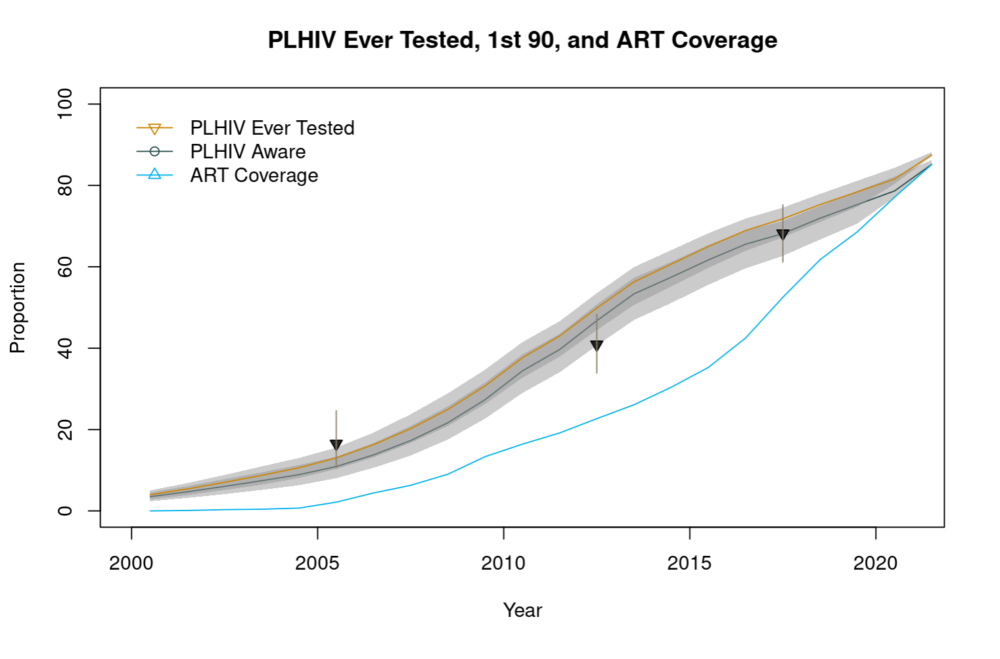 PLHIV Ever Tested, 1st 90, and ART Coverage
100
80
60
40
20
0
Proportion
PLHIV Ever Tested
PLHIV Aware
ART Coverage
2000 2005 2010 2015 2020
Year